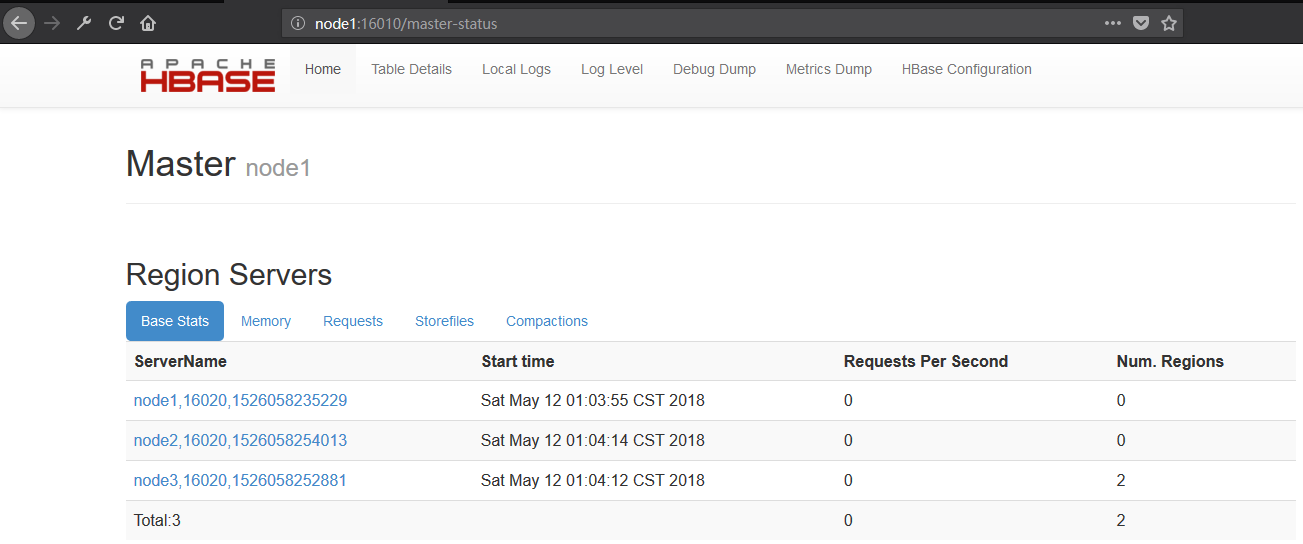 node1:16010/master-status
APACHE
HBASE
Home Table Details Local Logs Log Level Debug Dump Metrics Dump HBase Configuration
Master node1
Region Servers
Base Stats Memory Requests Storefiles Compactions
ServerName Start time Requests Per Second Num. Regions
node1,16020,1526058235229 Sat May 12 01:03:55 CST 2018 0 0
node2,16020,1526058254013 Sat May 12 01:04:14 CST 2018 0 0
node3,16020,1526058252881 Sat May 12 01:04:12 CST 2018 0 2
Total:3 0 2